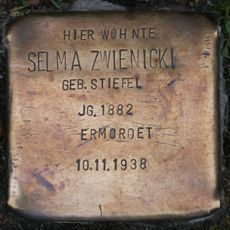 HIER WOHNTE
SELMA ZWIENICKI
GEB. STIEFEL
JG. 1882
ERMORDET
10.11.1938